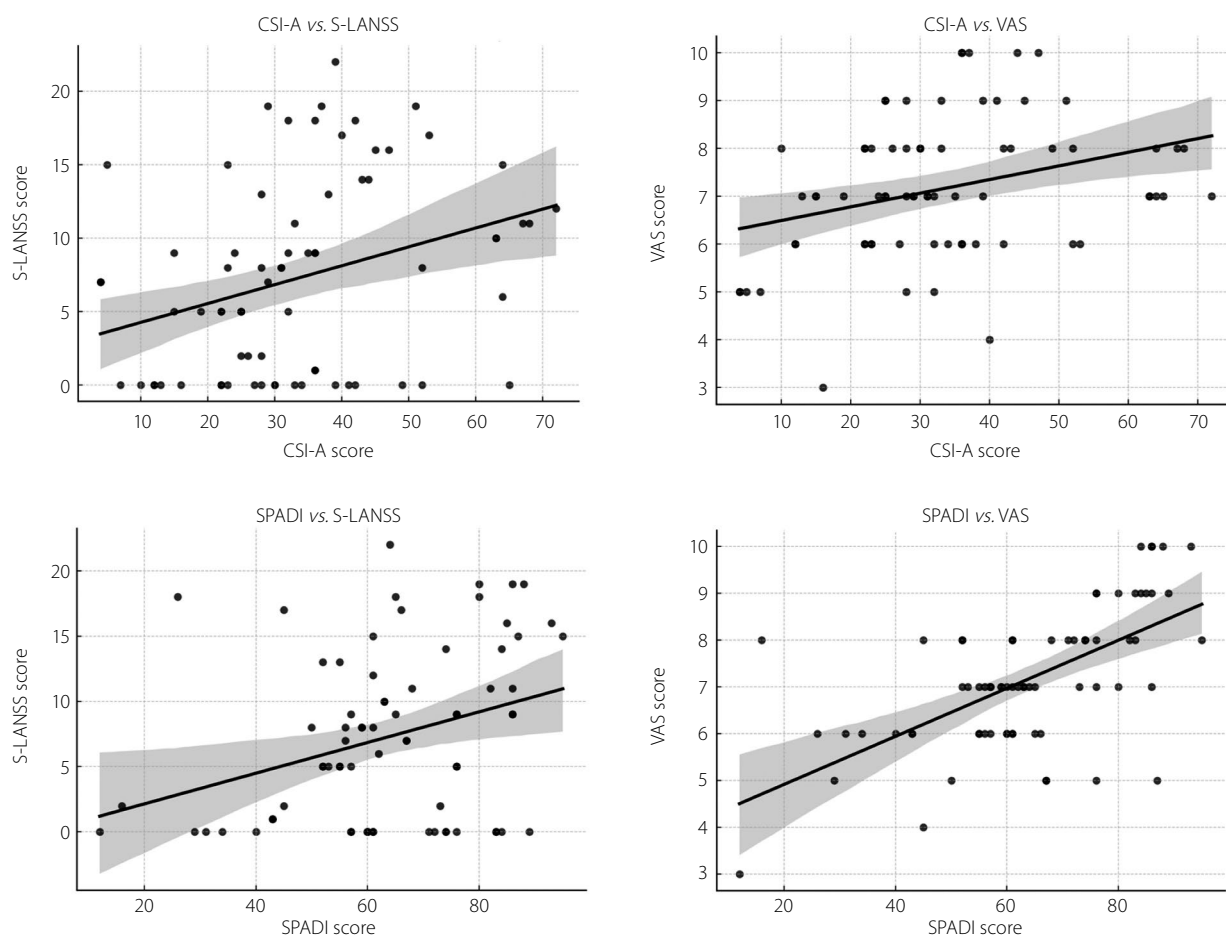 CSI-A vs. S-LANSS
S-LANSS score
20
15
10
5
0
10 20 30 40 50 60 70
CSI-A score
CSI-A vs. VAS
VAS score
10
9
8
7
6
5
4
3
10 20 30 40 50 60 70
CSI-A score
SPADI vs. S-LANSS
S-LANSS score
20
15
10
5
0
20 40 60 80
SPADI score
SPADI vs. VAS
VAS score
10
9
8
7
6
5
4
3
20 40 60 80
SPADI score